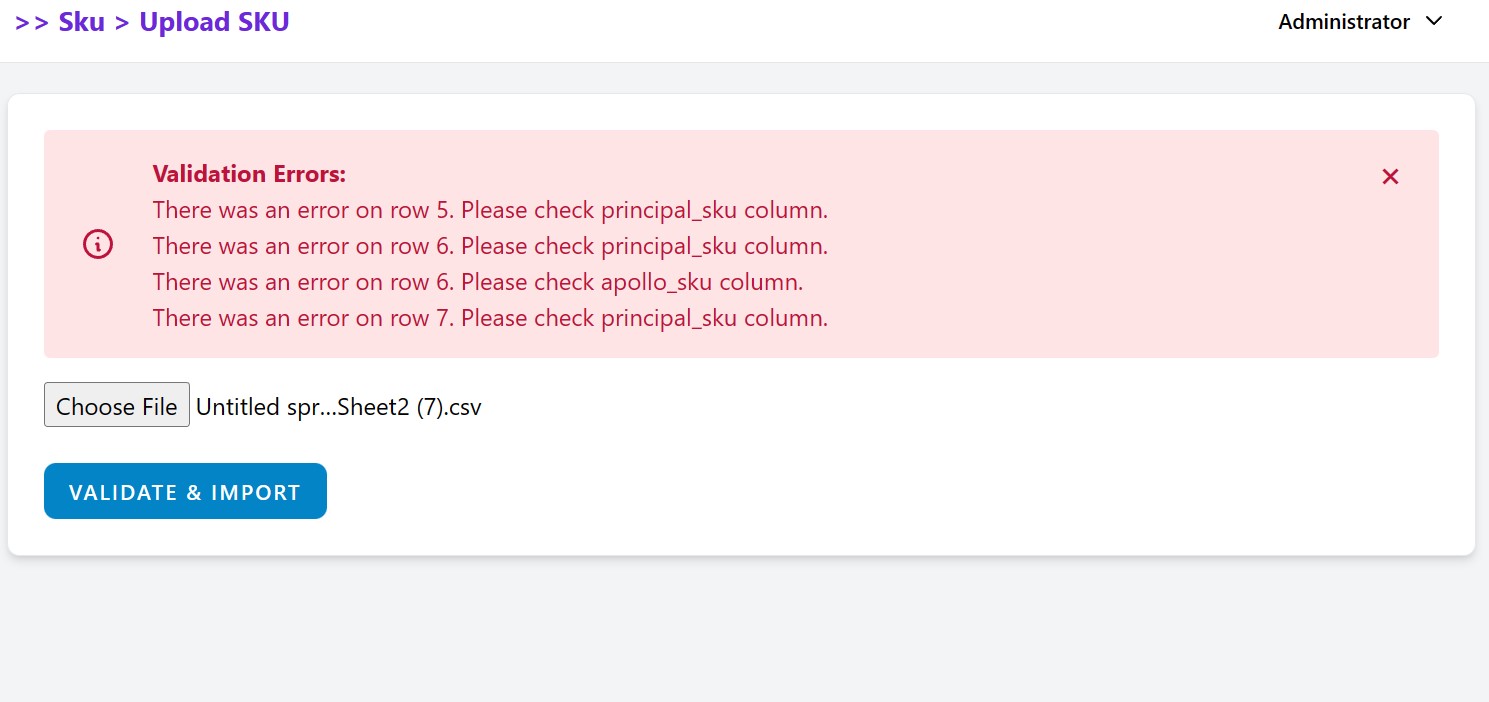 >> Sku > Upload SKU
Administrator
Validation Errors:
There was an error on row 5. Please check principal_sku column.
There was an error on row 6. Please check principal_sku column.
There was an error on row 6. Please check apollo_sku column.
There was an error on row 7. Please check principal_sku column.
Choose File Untitled spr...Sheet2 (7).csv
VALIDATE & IMPORT